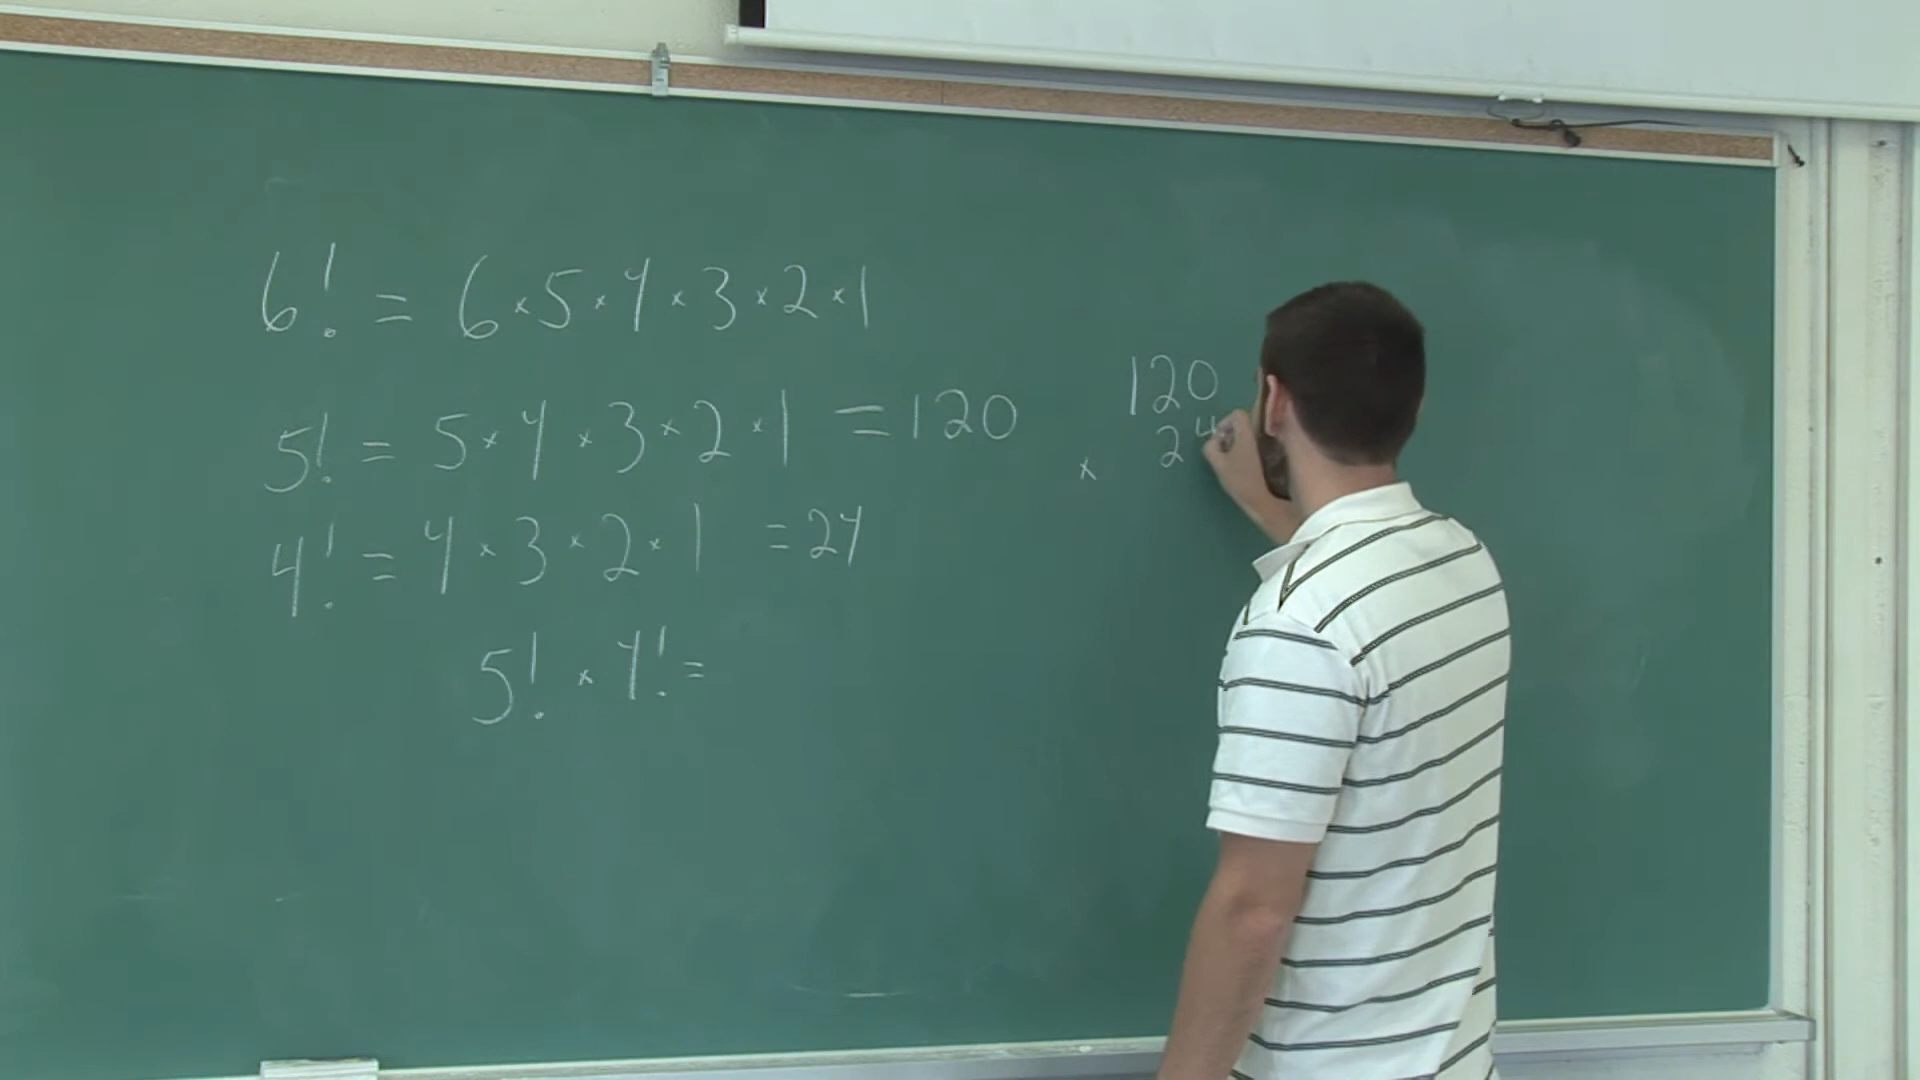 6! = 6 × 5 × 4 × 3 × 2 × 1
5! = 5 × 4 × 3 × 2 × 1 = 120
4! = 4 × 3 × 2 × 1 = 24
5! × 4! =
120
× 24